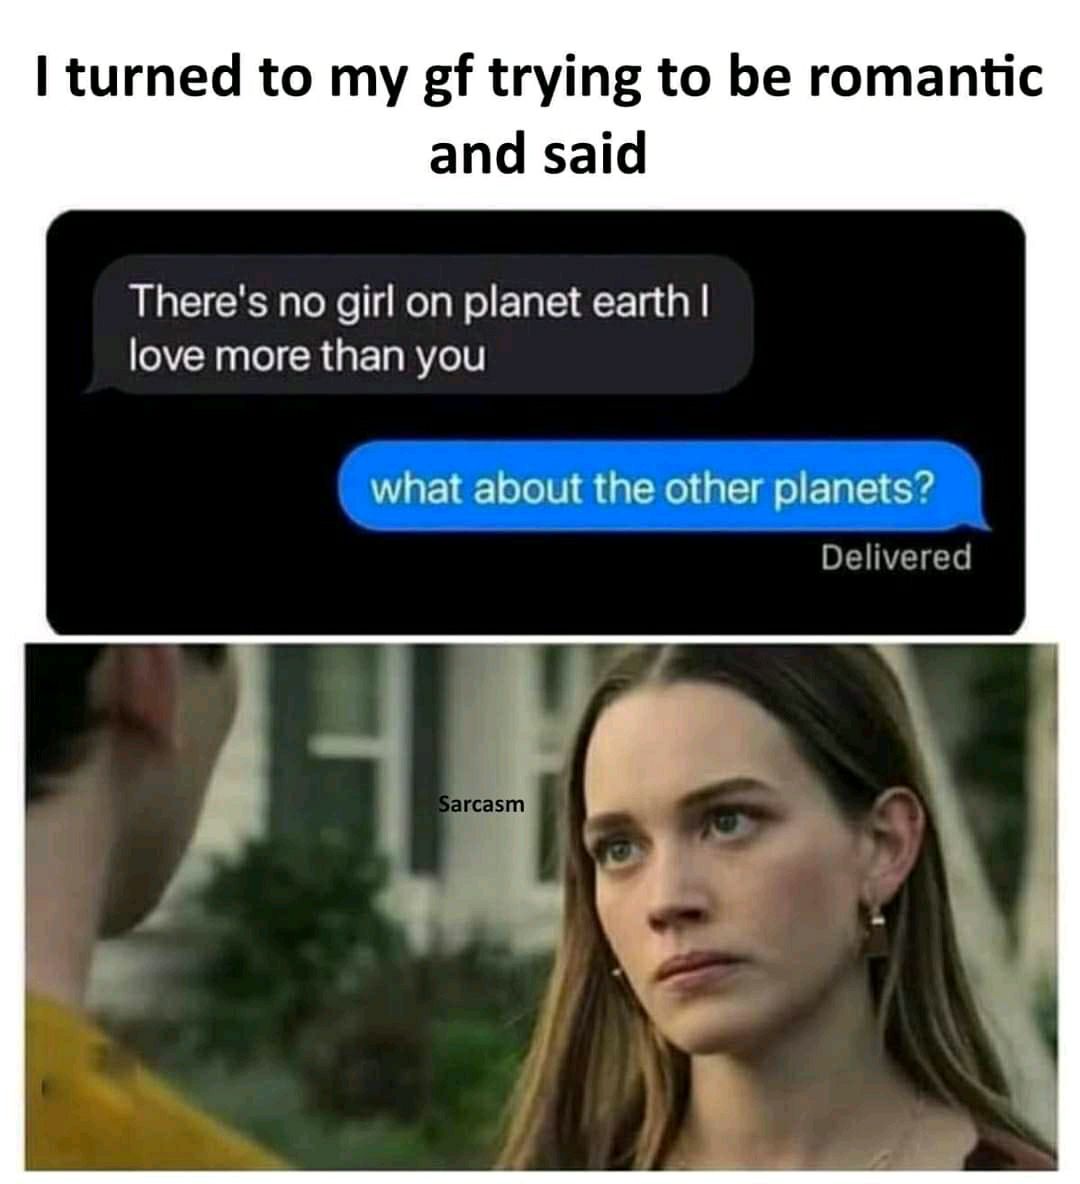 I turned to my gf trying to be romantic
and said
There's no girl on planet earth I
love more than you
what about the other planets?
Delivered
Sarcasm